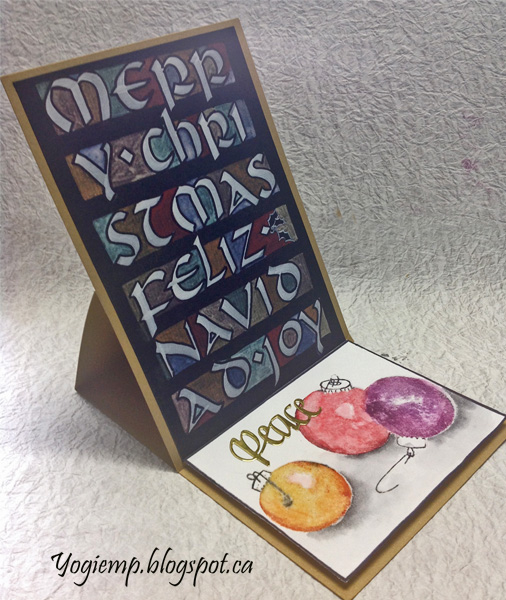 MERR
Y·CHRI
STMAS
FELIZ·
NAVID
AD·JOY
Peace
Yogiemp.blogspot.ca